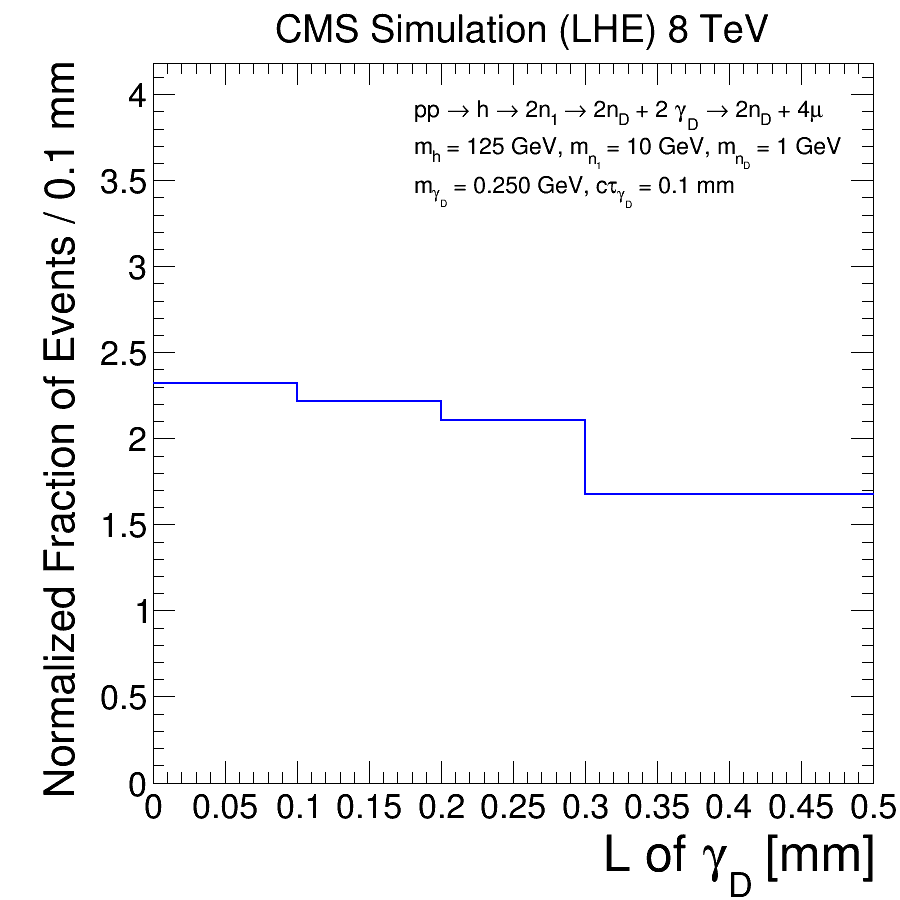 CMS Simulation (LHE) 8 TeV
pp → h → 2n1 → 2nD + 2 γD → 2nD + 4μ
mh = 125 GeV, mn1 = 10 GeV, mnD = 1 GeV
mγD = 0.250 GeV, cτγD = 0.1 mm
Normalized Fraction of Events / 0.1 mm
4
3.5
3
2.5
2
1.5
1
0.5
0
0 0.05 0.1 0.15 0.2 0.25 0.3 0.35 0.4 0.45 0.5
L of γD [mm]